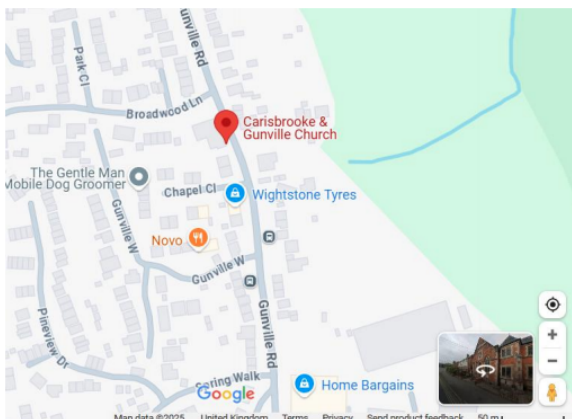 Gunville Rd
Park Cl
Broadwood Ln
Carisbrooke &
Gunville Church
The Gentle Man
Mobile Dog Groomer
Chapel Cl
Wightstone Tyres
Gunville W
Novo
Gunville W
Gunville Rd
Pineview Dr
Spring Walk
Google
Home Bargains
Map data ©2025 United Kingdom Terms Privacy Send product feedback 50 m